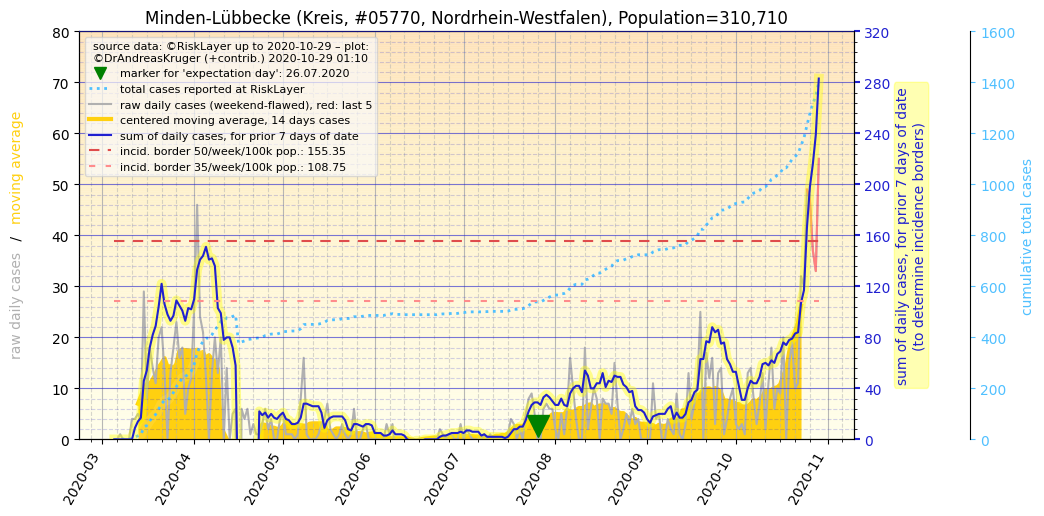 Minden-Lübbecke (Kreis, #05770, Nordrhein-Westfalen), Population=310,710
source data: ©RiskLayer up to 2020-10-29 – plot:
©DrAndreasKruger (+contrib.) 2020-10-29 01:10
marker for 'expectation day': 26.07.2020
total cases reported at RiskLayer
raw daily cases (weekend-flawed), red: last 5
centered moving average, 14 days cases
sum of daily cases, for prior 7 days of date
incid. border 50/week/100k pop.: 155.35
incid. border 35/week/100k pop.: 108.75
raw daily cases / moving average
80
70
60
50
40
30
20
10
0
2020-03
2020-04
2020-05
2020-06
2020-07
2020-08
2020-09
2020-10
2020-11
320
280
240
200
160
120
80
40
0
sum of daily cases, for prior 7 days of date
(to determine incidence borders)
1600
1400
1200
1000
800
600
400
200
0
cumulative total cases